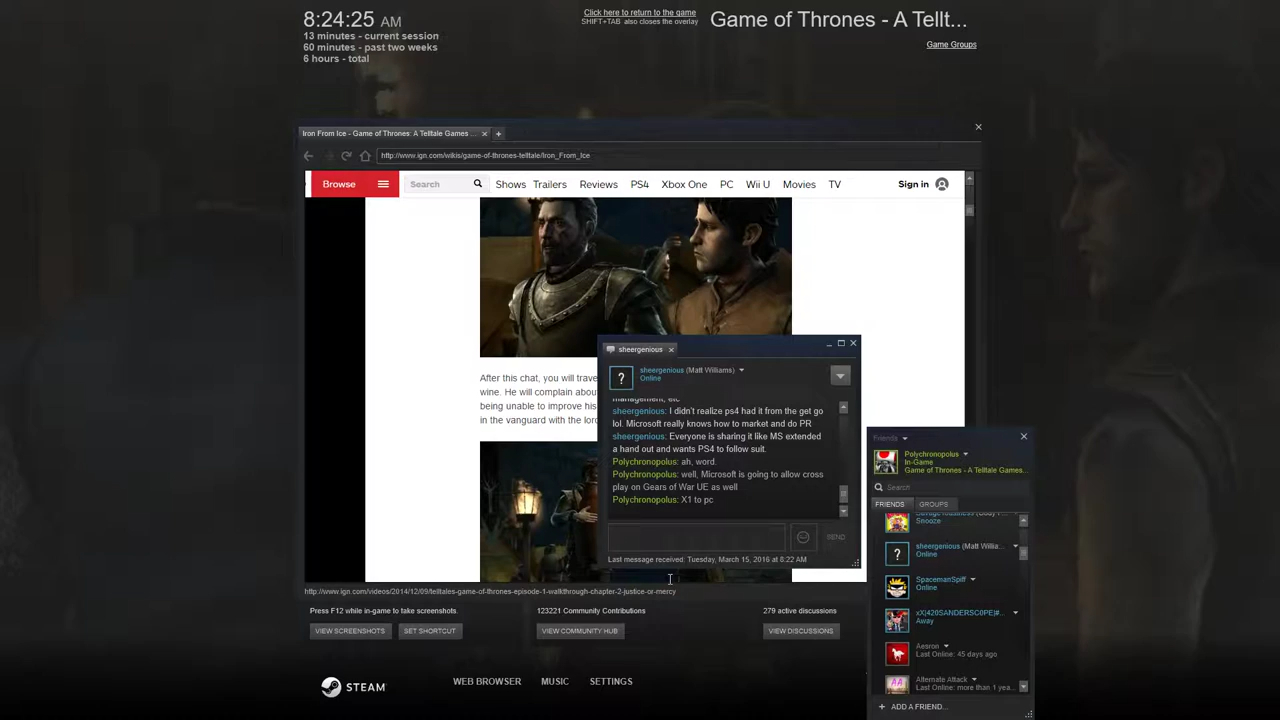 8:24:25 AM
13 minutes - current session
60 minutes - past two weeks
6 hours - total
Click here to return to the game
SHIFT+TAB also closes the overlay
Game of Thrones - A Tellt...
Game Groups
Iron From Ice - Game of Thrones: A Telltale Games ...
http://www.ign.com/wikis/game-of-thrones-telltale/Iron_From_Ice
Browse
Search
Shows Trailers Reviews PS4 Xbox One PC Wii U Movies TV
Sign in
After this chat, you will trave
wine. He will complain abou
being unable to improve his
in the vanguard with the lord
sheergenious
sheergenious (Matt Williams)
Online
management, etc
sheergenious: I didn't realize ps4 had it from the get go
lol. Microsoft really knows how to market and do PR
sheergenious: Everyone is sharing it like MS extended
a hand out and wants PS4 to follow suit.
Polychronopolus: ah, word.
Polychronopolus: well, Microsoft is going to allow cross
play on Gears of War UE as well
Polychronopolus: X1 to pc
SEND
Last message received: Tuesday, March 15, 2016 at 8:22 AM
Friends
Polychronopolus
In-Game
Game of Thrones - A Telltale Games...
Search
FRIENDS GROUPS
Snooze
sheergenious (Matt Willia...
Online
SpacemanSpiff
Online
xX|420SANDERSC0PE|#...
Away
Aesron
Last Online: 45 days ago
Alternate Attack
Last Online: more than 1 yea...
+ ADD A FRIEND...
http://www.ign.com/videos/2014/12/09/telltales-game-of-thrones-episode-1-walkthrough-chapter-2-justice-or-mercy
Press F12 while in-game to take screenshots.
VIEW SCREENSHOTS SET SHORTCUT
123221 Community Contributions
VIEW COMMUNITY HUB
279 active discussions
VIEW DISCUSSIONS
STEAM
WEB BROWSER MUSIC SETTINGS